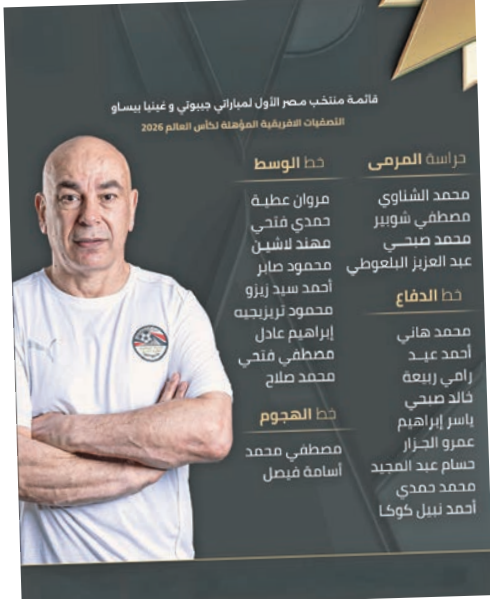 قائمة منتخب مصر الأول لمباراتي جيبوتي و غينيا بيساو
التصفيات الافريقية المؤهلة لكأس العالم 2026
حراسة المرمى
محمد الشناوي
مصطفي شوبير
محمد صبحي
عبد العزيز البلعوطي
خط الدفاع
محمد هاني
أحمد عيد
رامي ربيعة
خالد صبحي
ياسر إبراهيم
عمرو الجزار
حسام عبد المجيد
محمد حمدي
أحمد نبيل كوكا
خط الوسط
مروان عطية
حمدي فتحي
مهند لاشين
محمود صابر
أحمد سيد زيزو
محمود تريزيجيه
إبراهيم عادل
مصطفي فتحي
محمد صلاح
خط الهجوم
مصطفي محمد
أسامة فيصل